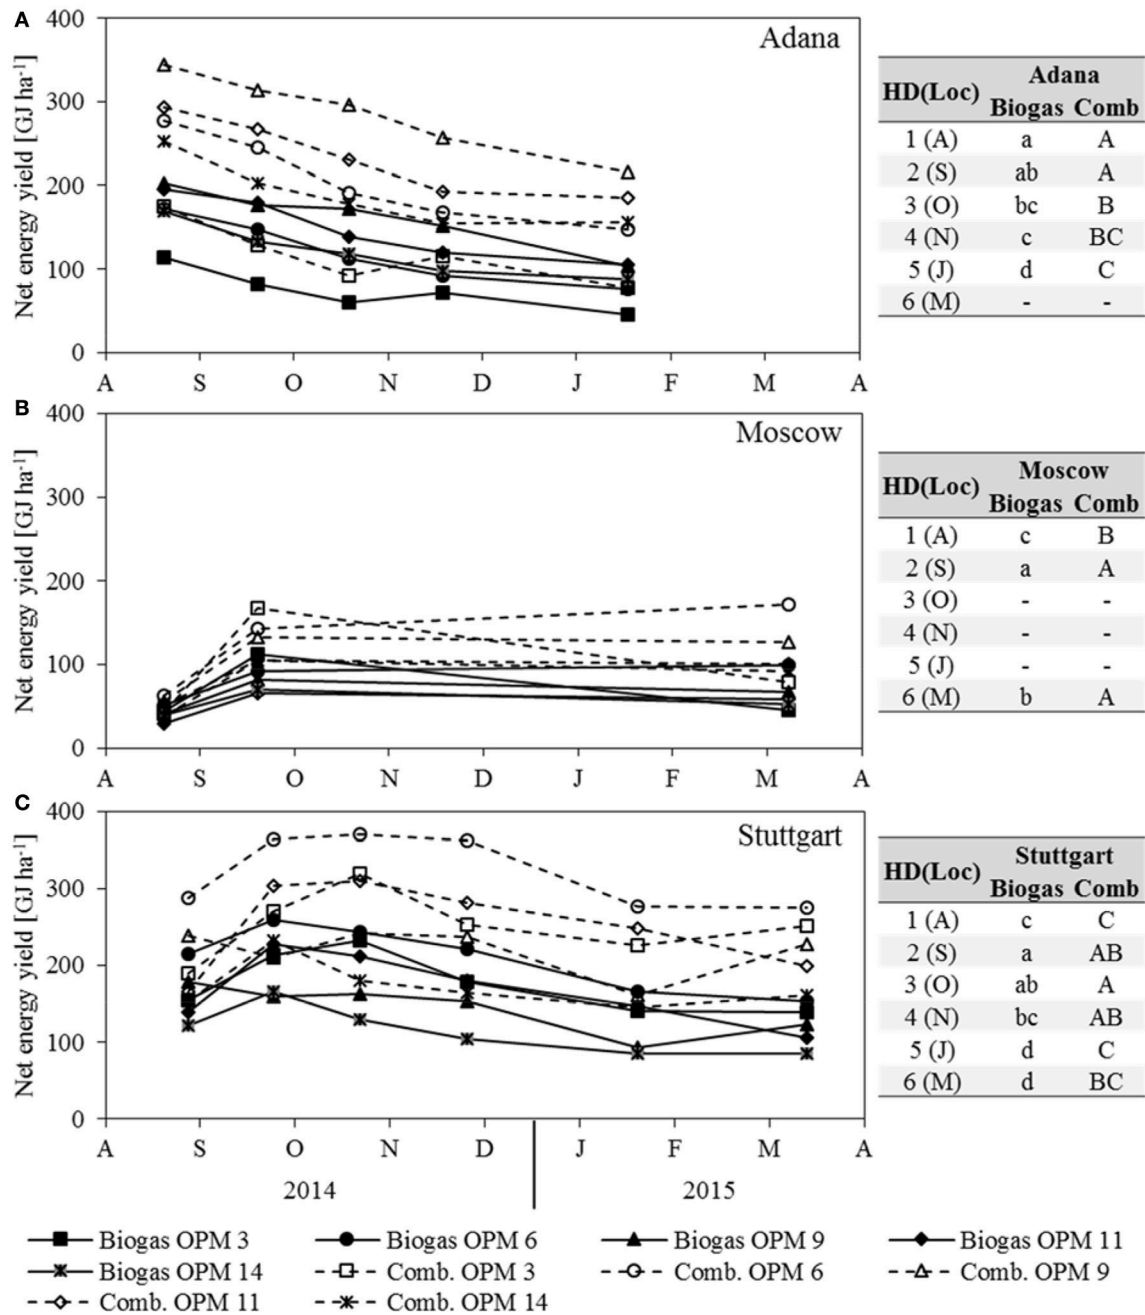 A
Adana
Net energy yield [GJ ha⁻¹]
400
300
200
100
0
A S O N D J F M A
HD(Loc) Adana
Biogas Comb
1 (A) a A
2 (S) ab A
3 (O) bc B
4 (N) c BC
5 (J) d C
6 (M) - -
B
Moscow
Net energy yield [GJ ha⁻¹]
400
300
200
100
0
A S O N D J F M A
HD(Loc) Moscow
Biogas Comb
1 (A) c B
2 (S) a A
3 (O) - -
4 (N) - -
5 (J) - -
6 (M) b A
C
Stuttgart
Net energy yield [GJ ha⁻¹]
400
300
200
100
0
A S O N D J F M A
2014 2015
HD(Loc) Stuttgart
Biogas Comb
1 (A) c C
2 (S) a AB
3 (O) ab A
4 (N) bc AB
5 (J) d C
6 (M) d BC
Biogas OPM 3 Biogas OPM 6 Biogas OPM 9 Biogas OPM 11
Biogas OPM 14 Comb. OPM 3 Comb. OPM 6 Comb. OPM 9
Comb. OPM 11 Comb. OPM 14